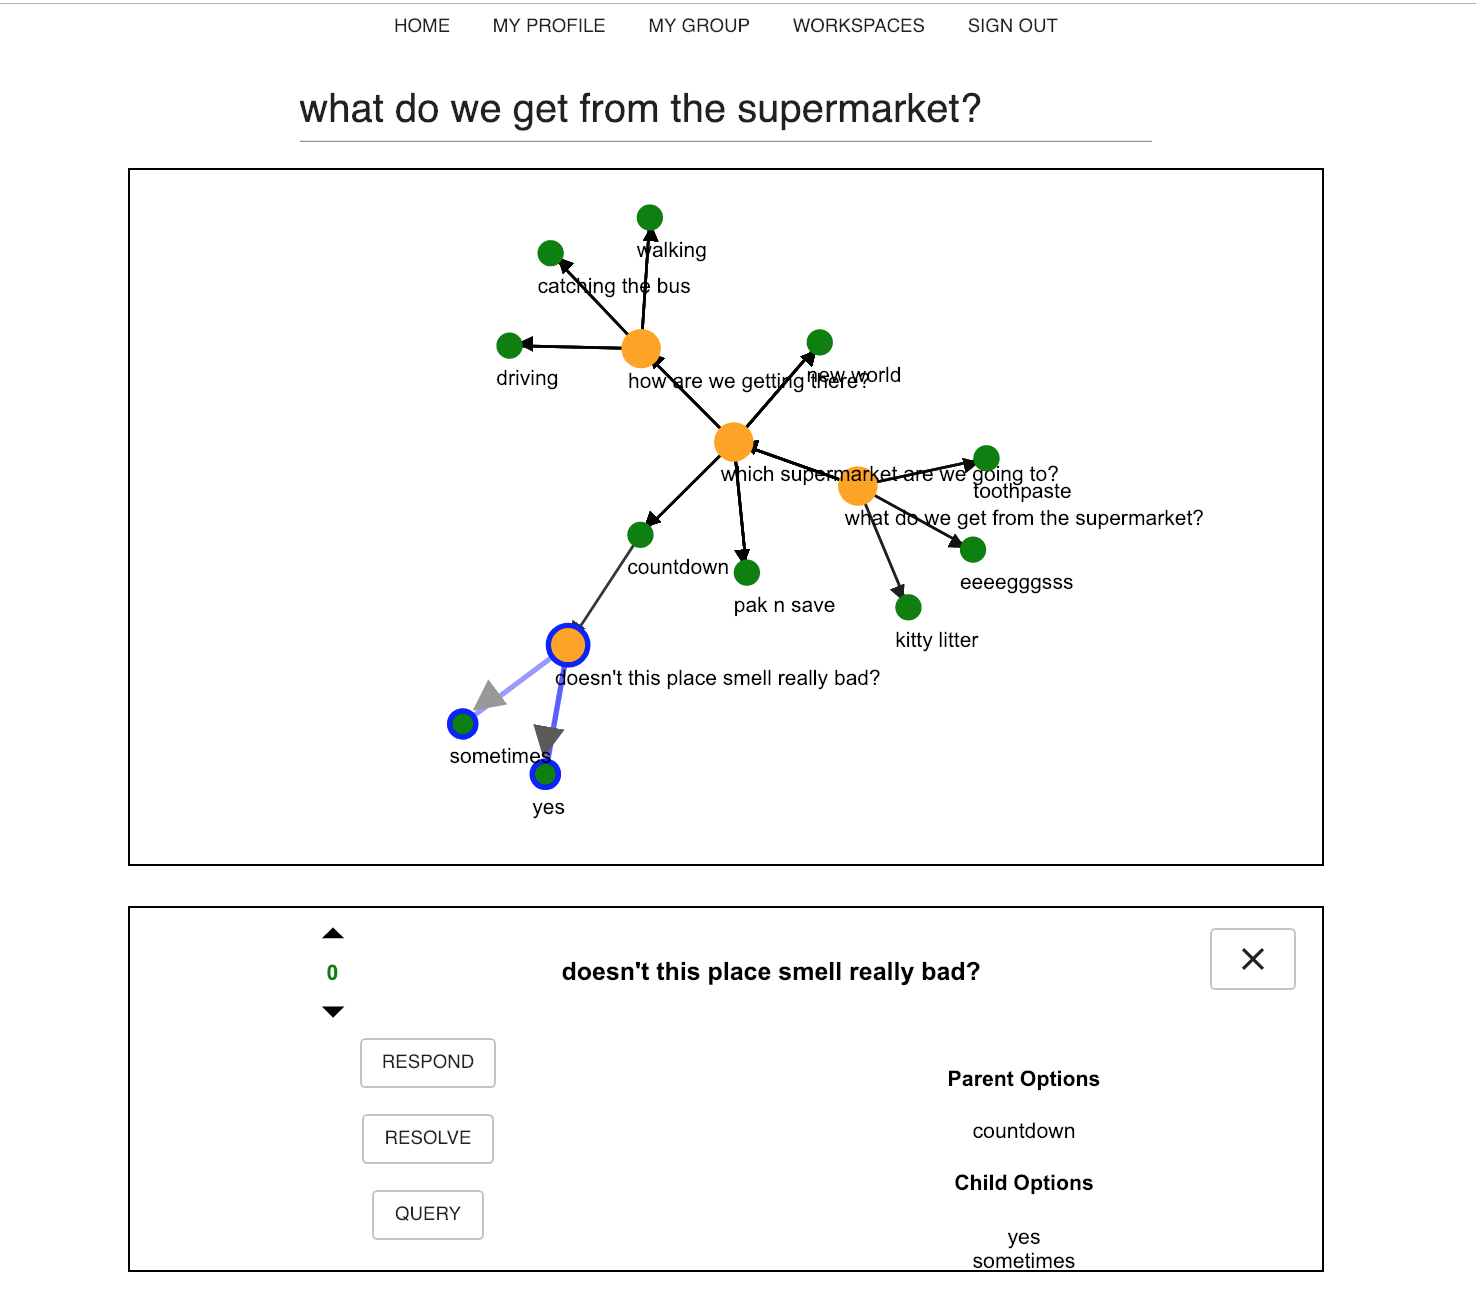 HOME MY PROFILE MY GROUP WORKSPACES SIGN OUT
what do we get from the supermarket?
walking
catching the bus
driving
how are we getting there?
new world
which supermarket are we going to?
toothpaste
what do we get from the supermarket?
countdown
eeeegggsss
pak n save
kitty litter
doesn't this place smell really bad?
sometimes
yes
0
doesn't this place smell really bad?
RESPOND
RESOLVE
QUERY
Parent Options
countdown
Child Options
yes
sometimes